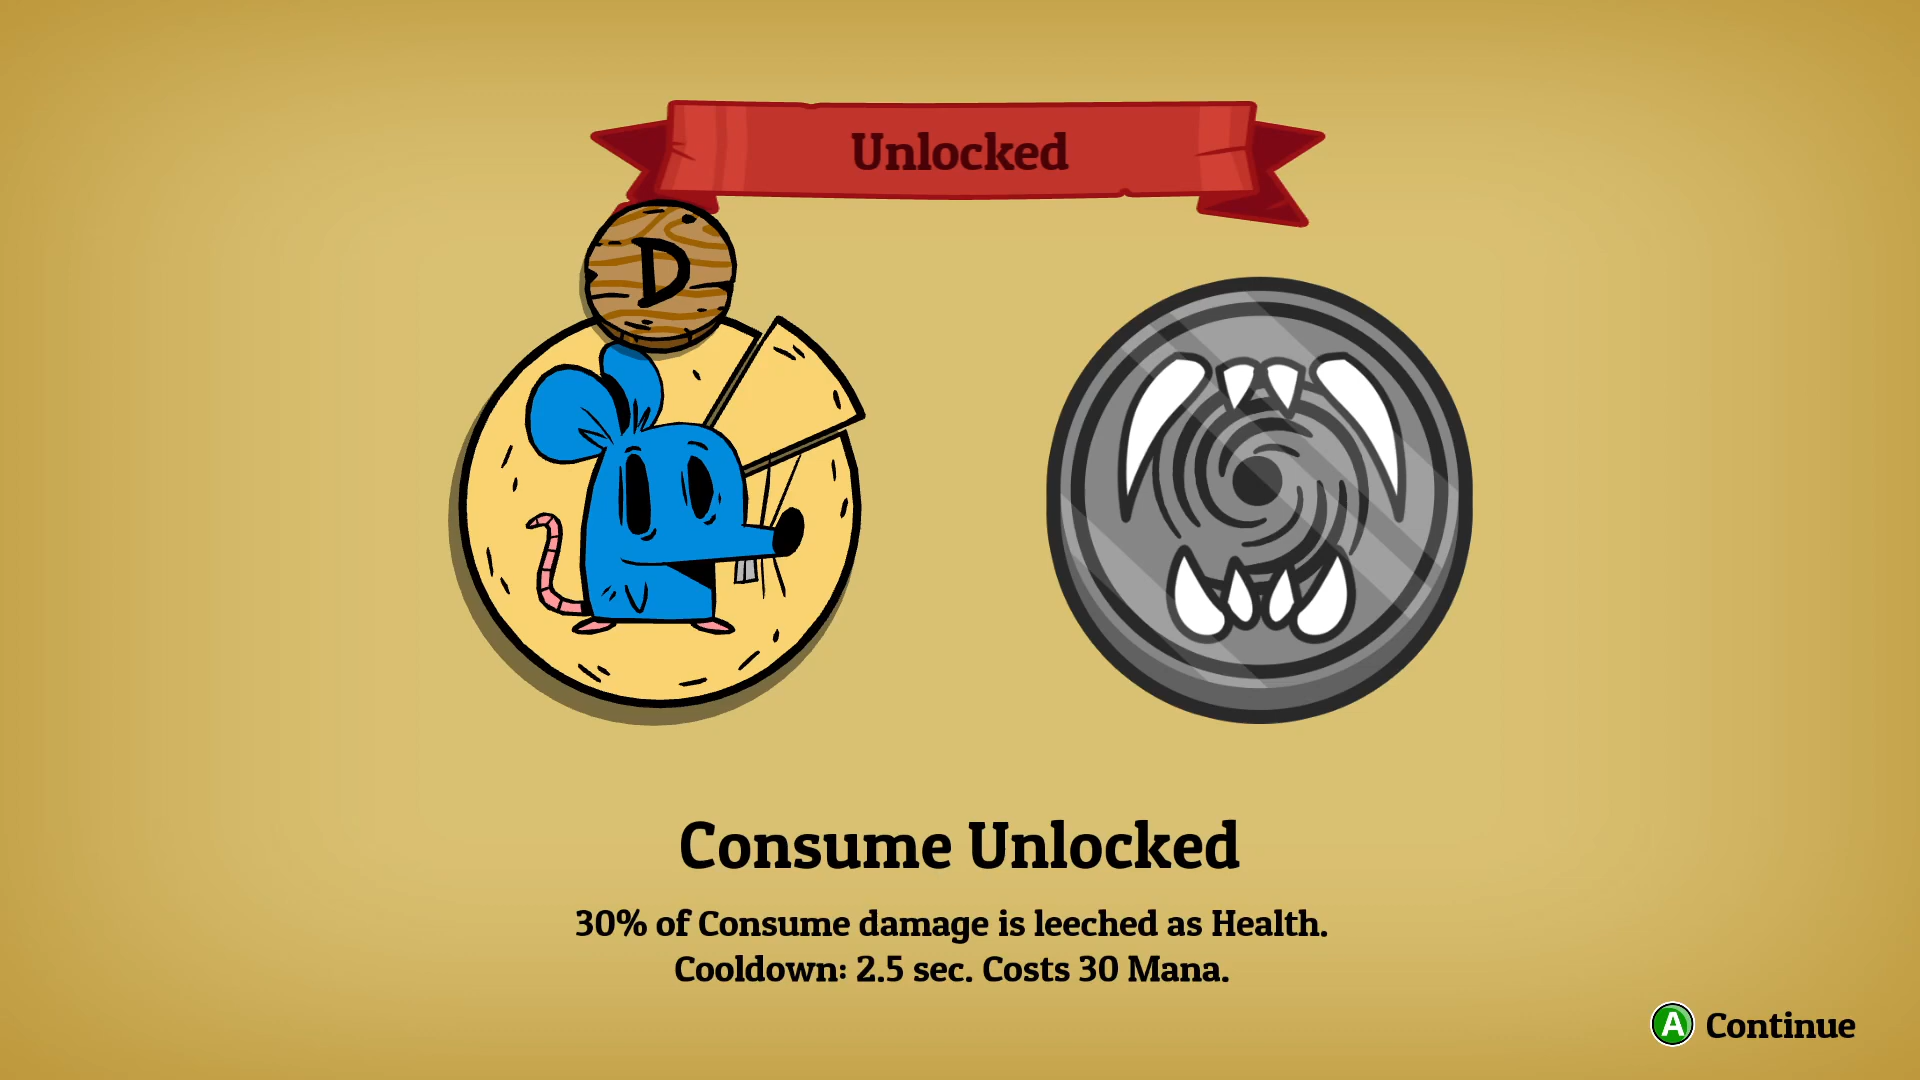 Unlocked
D
Consume Unlocked
30% of Consume damage is leeched as Health.
Cooldown: 2.5 sec. Costs 30 Mana.
A Continue